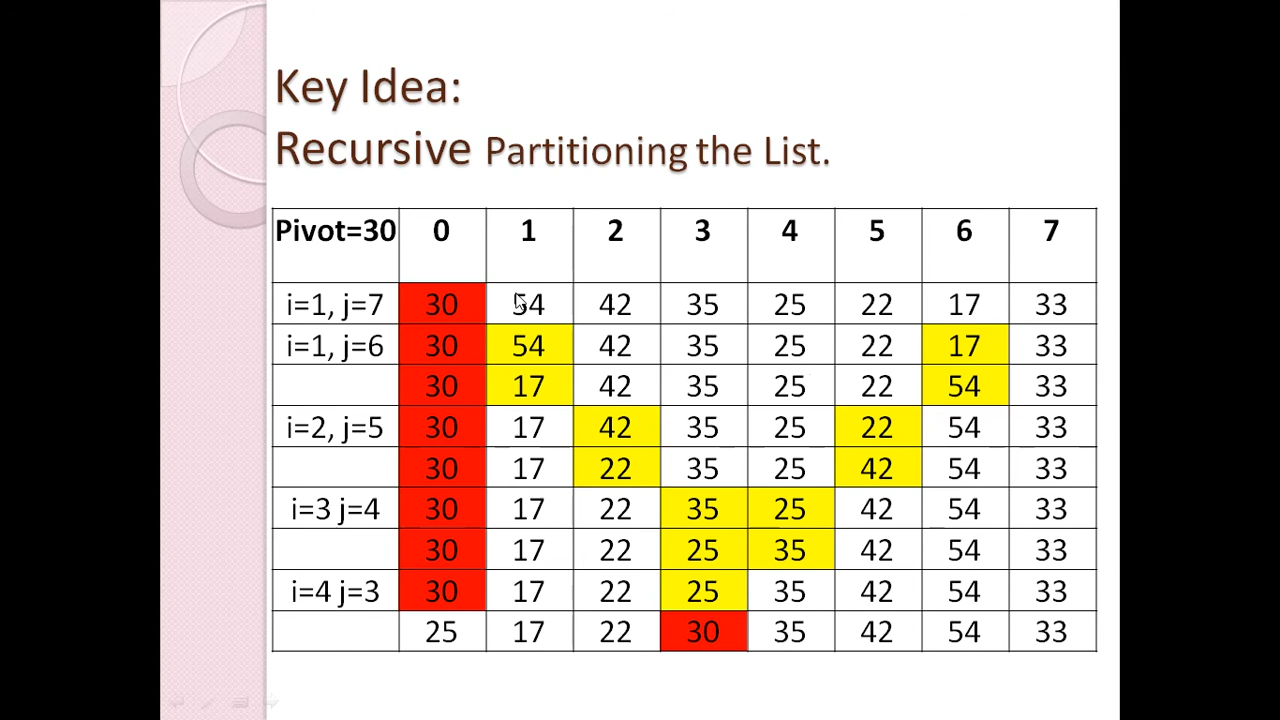 Key Idea:
Recursive Partitioning the List.
Pivot=30 0 1 2 3 4 5 6 7
i=1, j=7 30 54 42 35 25 22 17 33
i=1, j=6 30 54 42 35 25 22 17 33
30 17 42 35 25 22 54 33
i=2, j=5 30 17 42 35 25 22 54 33
30 17 22 35 25 42 54 33
i=3 j=4 30 17 22 35 25 42 54 33
30 17 22 25 35 42 54 33
i=4 j=3 30 17 22 25 35 42 54 33
25 17 22 30 35 42 54 33